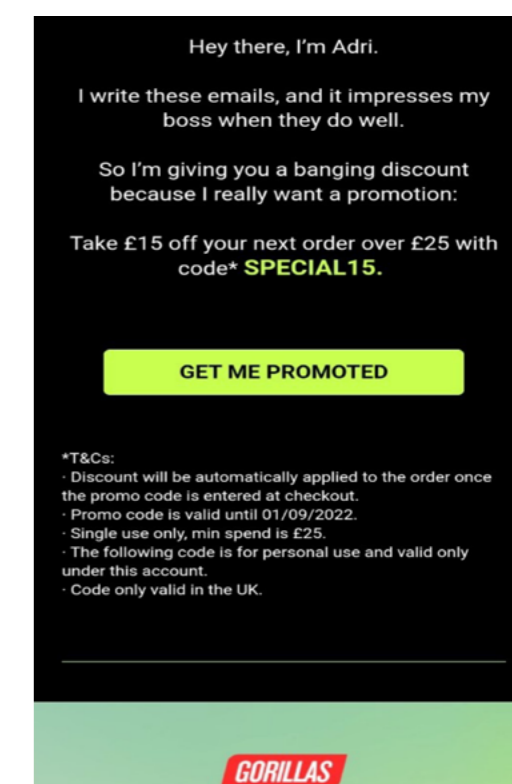 Hey there, I’m Adri.
I write these emails, and it impresses my
boss when they do well.
So I’m giving you a banging discount
because I really want a promotion:
Take £15 off your next order over £25 with
code* SPECIAL15.
GET ME PROMOTED
*T&Cs:
· Discount will be automatically applied to the order once
the promo code is entered at checkout.
· Promo code is valid until 01/09/2022.
· Single use only, min spend is £25.
· The following code is for personal use and valid only
under this account.
· Code only valid in the UK.
GORILLAS